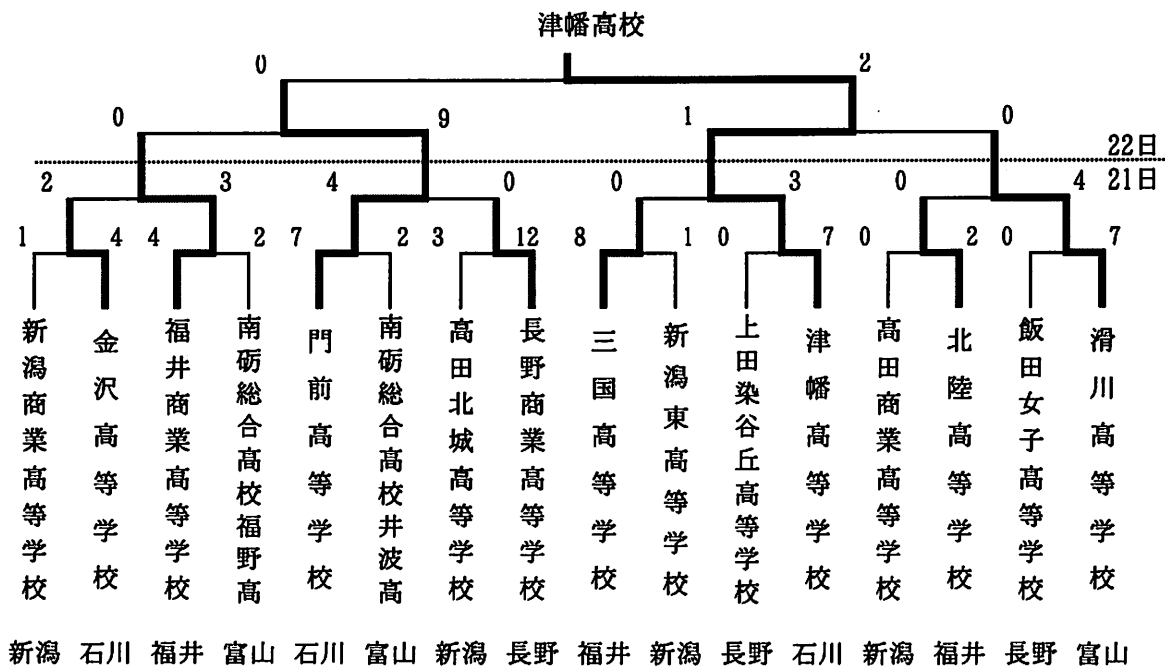 津幡高校
0 2
0 9 1 0
22日
21日
2 3 4 0 0 3 0 4
1 4 4 2 7 2 3 12 8 1 0 7 0 2 0 7
新潟商業高等学校
金沢高等学校
福井商業高等学校
南砺総合高校福野高
門前高等学校
南砺総合高校井波高
高田北城高等学校
長野商業高等学校
三国高等学校
新潟東高等学校
上田染谷丘高等学校
津幡高等学校
高田商業高等学校
北陸高等学校
飯田女子高等学校
滑川高等学校
新潟 石川 福井 富山 石川 富山 新潟 長野 福井 新潟 長野 石川 新潟 福井 長野 富山